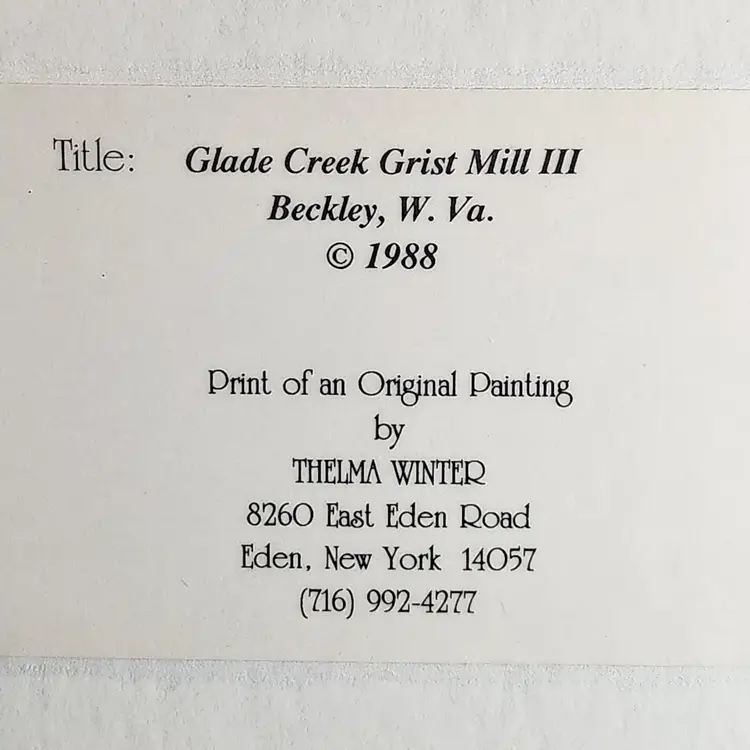 Title: Glade Creek Grist Mill III
Beckley, W. Va.
© 1988
Print of an Original Painting
by
THELMA WINTER
8260 East Eden Road
Eden, New York 14057
(716) 992-4277